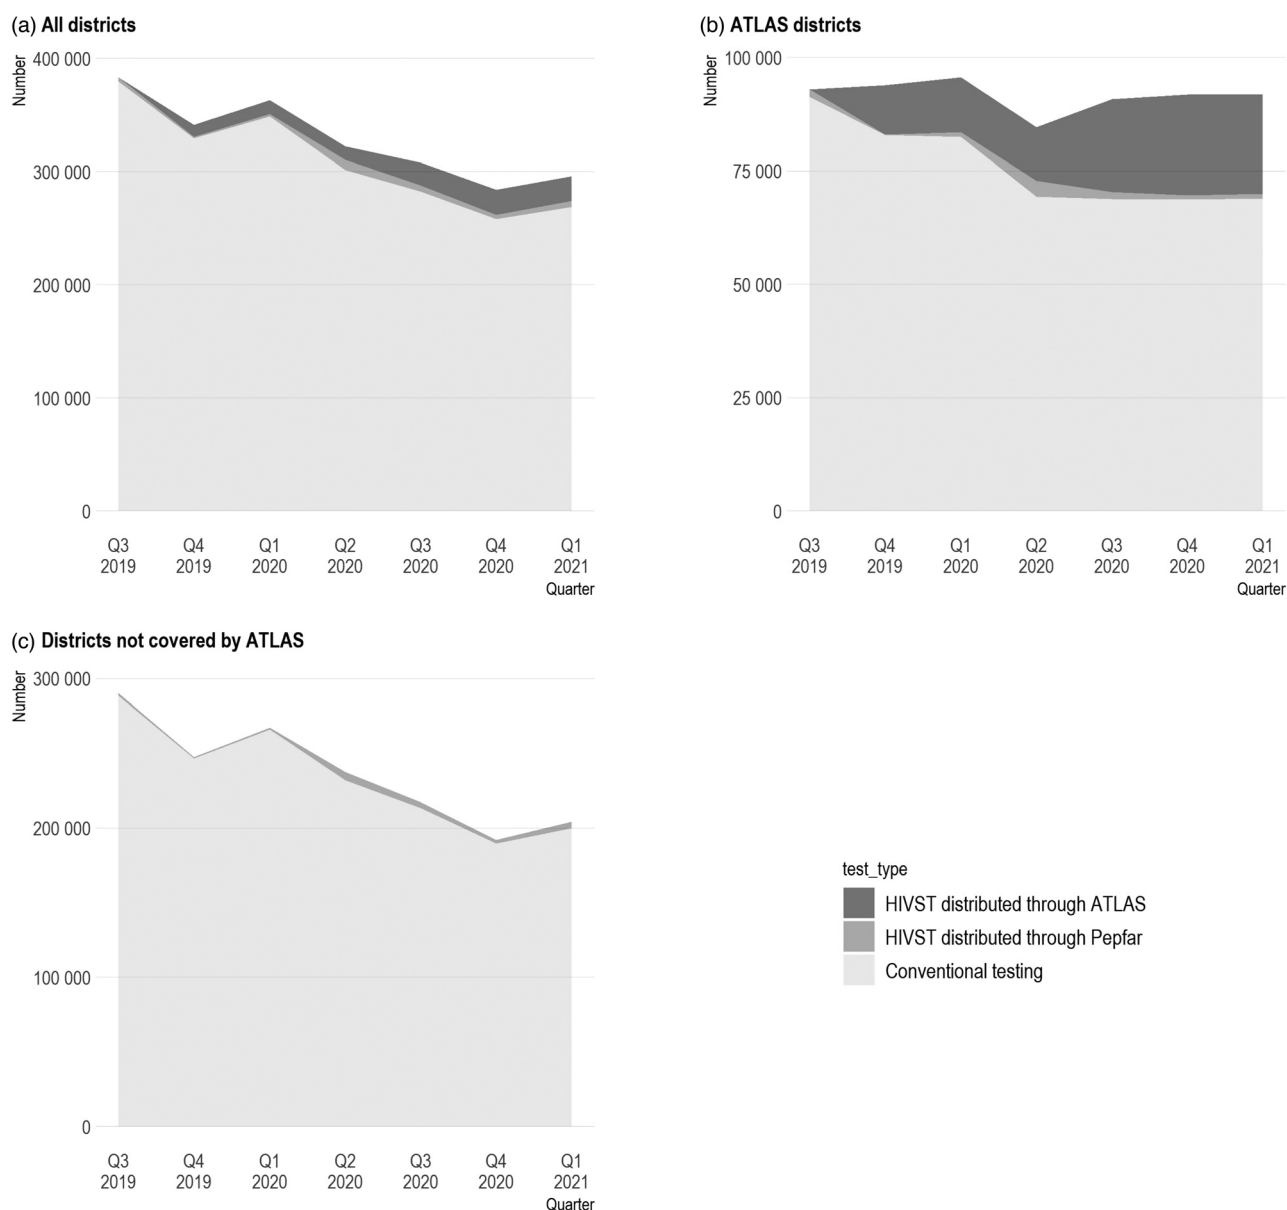 (a) All districts
Number
400 000
300 000
200 000
100 000
0
Q3 2019
Q4 2019
Q1 2020
Q2 2020
Q3 2020
Q4 2020
Q1 2021
Quarter
(b) ATLAS districts
Number
100 000
75 000
50 000
25 000
0
Q3 2019
Q4 2019
Q1 2020
Q2 2020
Q3 2020
Q4 2020
Q1 2021
Quarter
(c) Districts not covered by ATLAS
Number
300 000
200 000
100 000
0
Q3 2019
Q4 2019
Q1 2020
Q2 2020
Q3 2020
Q4 2020
Q1 2021
Quarter
test_type
HIVST distributed through ATLAS
HIVST distributed through Pepfar
Conventional testing